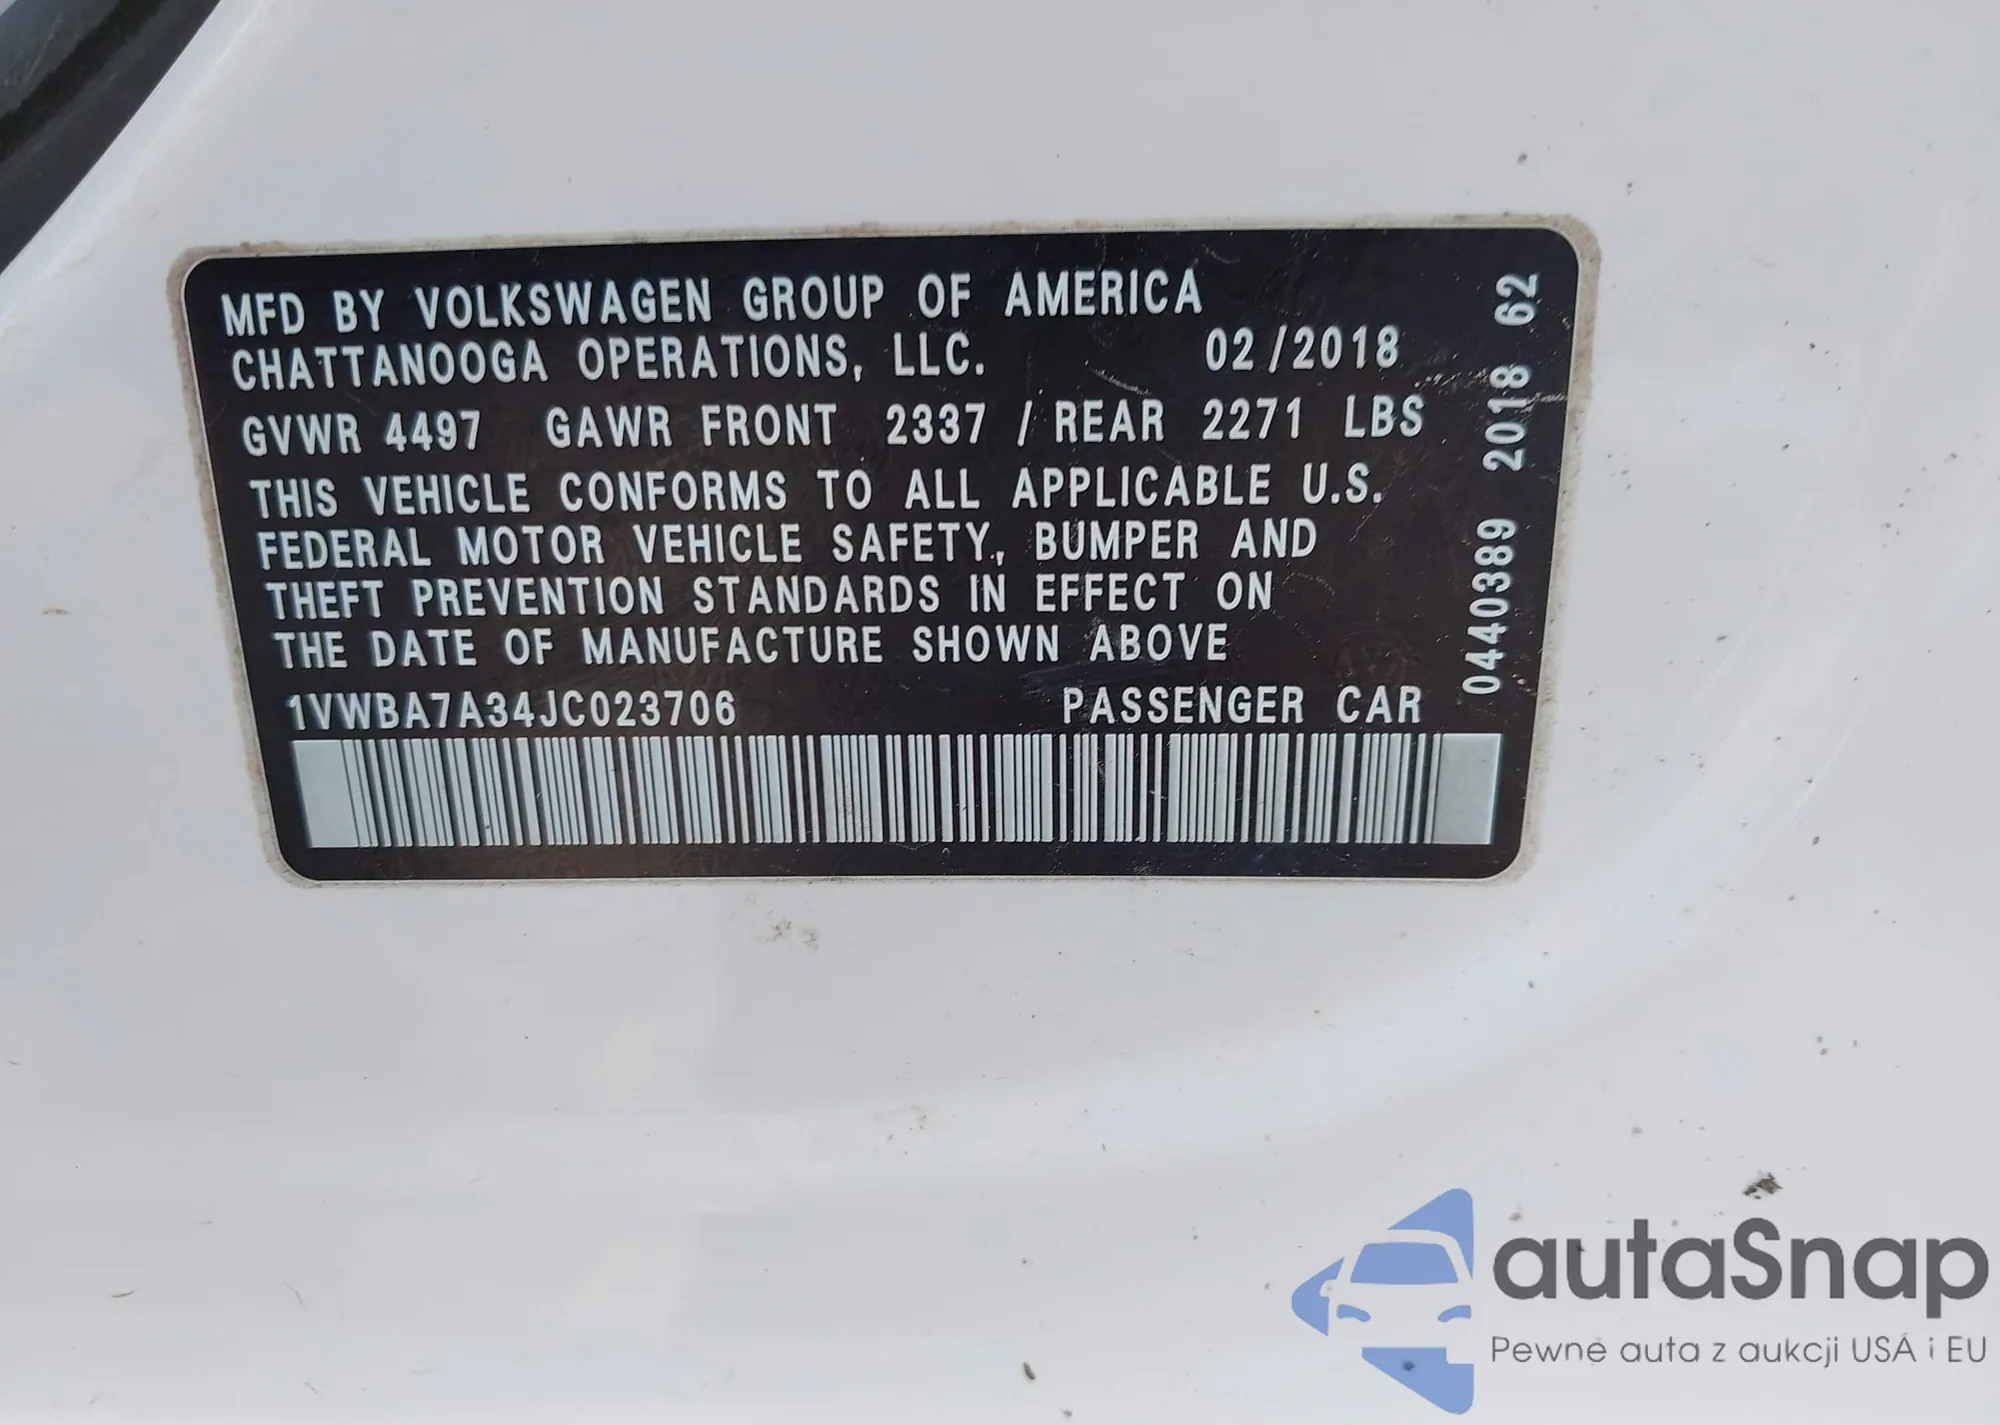 MFD BY VOLKSWAGEN GROUP OF AMERICA
CHATTANOOGA OPERATIONS, LLC. 02/2018
GVWR 4497 GAWR FRONT 2337 / REAR 2271 LBS
THIS VEHICLE CONFORMS TO ALL APPLICABLE U.S.
FEDERAL MOTOR VEHICLE SAFETY, BUMPER AND
THEFT PREVENTION STANDARDS IN EFFECT ON
THE DATE OF MANUFACTURE SHOWN ABOVE
1VWBA7A34JC023706 PASSENGER CAR
0440389 2018 62
autaSnap
Pewne auta z aukcji USA i EU